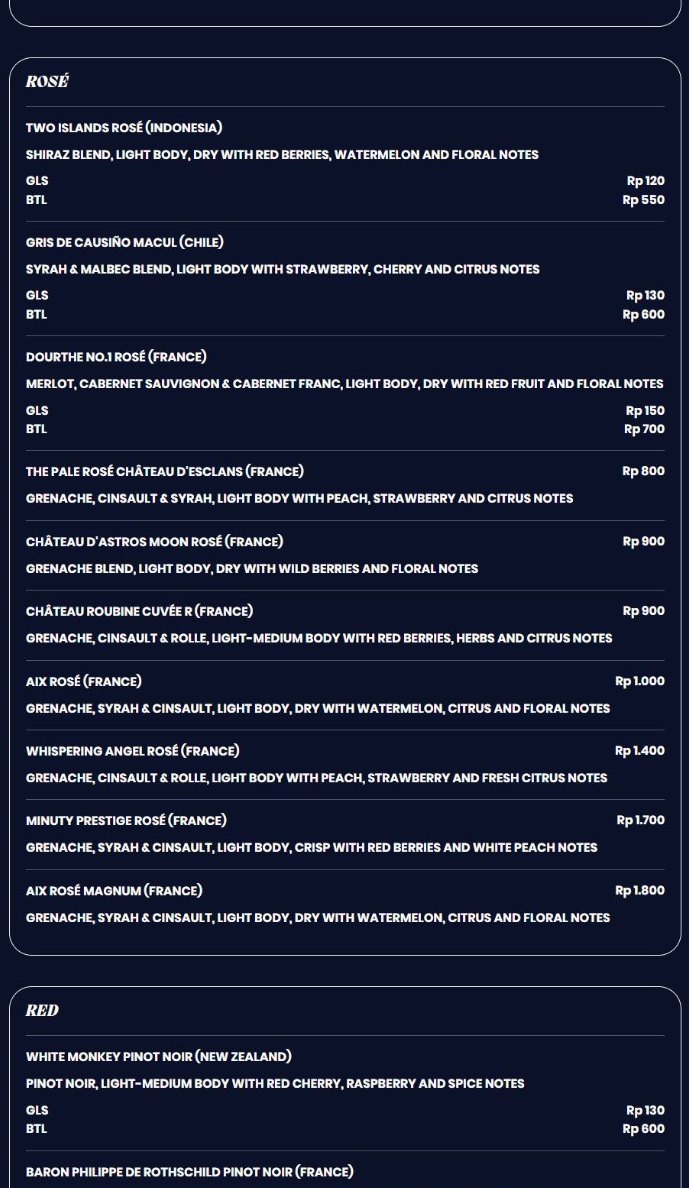 ROSÉ
TWO ISLANDS ROSÉ (INDONESIA)
SHIRAZ BLEND, LIGHT BODY, DRY WITH RED BERRIES, WATERMELON AND FLORAL NOTES
GLS Rp 120
BTL Rp 550
GRIS DE CAUSIÑO MACUL (CHILE)
SYRAH & MALBEC BLEND, LIGHT BODY WITH STRAWBERRY, CHERRY AND CITRUS NOTES
GLS Rp 130
BTL Rp 600
DOURTHE NO.1 ROSÉ (FRANCE)
MERLOT, CABERNET SAUVIGNON & CABERNET FRANC, LIGHT BODY, DRY WITH RED FRUIT AND FLORAL NOTES
GLS Rp 150
BTL Rp 700
THE PALE ROSÉ CHÂTEAU D'ESCLANS (FRANCE) Rp 800
GRENACHE, CINSAULT & SYRAH, LIGHT BODY WITH PEACH, STRAWBERRY AND CITRUS NOTES
CHÂTEAU D'ASTROS MOON ROSÉ (FRANCE) Rp 900
GRENACHE BLEND, LIGHT BODY, DRY WITH WILD BERRIES AND FLORAL NOTES
CHÂTEAU ROUBINE CUVÉE R (FRANCE) Rp 900
GRENACHE, CINSAULT & ROLLE, LIGHT-MEDIUM BODY WITH RED BERRIES, HERBS AND CITRUS NOTES
AIX ROSÉ (FRANCE) Rp 1.000
GRENACHE, SYRAH & CINSAULT, LIGHT BODY, DRY WITH WATERMELON, CITRUS AND FLORAL NOTES
WHISPERING ANGEL ROSÉ (FRANCE) Rp 1.400
GRENACHE, CINSAULT & ROLLE, LIGHT BODY WITH PEACH, STRAWBERRY AND FRESH CITRUS NOTES
MINUTY PRESTIGE ROSÉ (FRANCE) Rp 1.700
GRENACHE, SYRAH & CINSAULT, LIGHT BODY, CRISP WITH RED BERRIES AND WHITE PEACH NOTES
AIX ROSÉ MAGNUM (FRANCE) Rp 1.800
GRENACHE, SYRAH & CINSAULT, LIGHT BODY, DRY WITH WATERMELON, CITRUS AND FLORAL NOTES
RED
WHITE MONKEY PINOT NOIR (NEW ZEALAND)
PINOT NOIR, LIGHT-MEDIUM BODY WITH RED CHERRY, RASPBERRY AND SPICE NOTES
GLS Rp 130
BTL Rp 600
BARON PHILIPPE DE ROTHSCHILD PINOT NOIR (FRANCE)